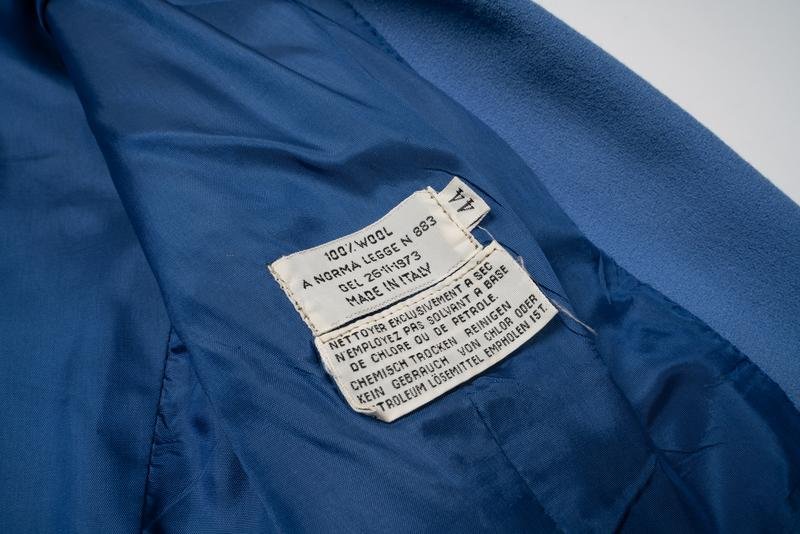 44
100% WOOL
A NORMA LEGGE N 883
DEL 26·11·1973
MADE IN ITALY
NETTOYER EXCLUSIVEMENT A SEC
N'EMPLOYEZ PAS SOLVANT A BASE
DE CHLORE OU DE PETROLE.
CHEMISCH TROCKEN REINIGEN
KEIN GEBRAUCH VON CHLOR ODER
TROLEUM LÖSEMITTEL EMPHOLEN IST.